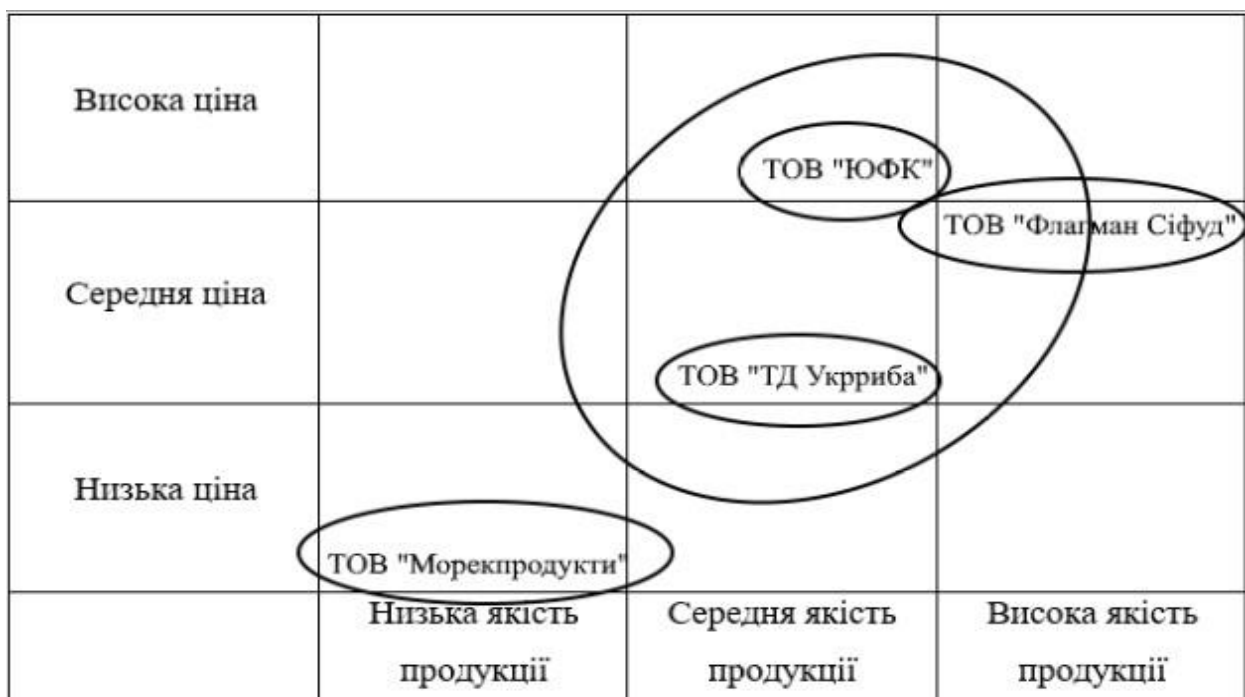 Висока ціна
ТОВ "ЮФК"
ТОВ "Флагман Сіфуд"
Середня ціна
ТОВ "ТД Укрриба"
Низька ціна
ТОВ "Морекпродукти"
Низька якість
продукції
Середня якість
продукції
Висока якість
продукції